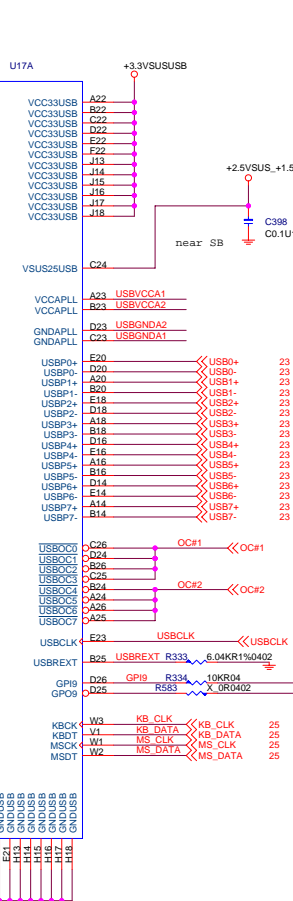 U17A
+3.3VSUSUSB
VCC33USB A22
VCC33USB B22
VCC33USB C22
VCC33USB D22
VCC33USB E22
VCC33USB F22
VCC33USB J13
VCC33USB J14
VCC33USB J15
VCC33USB J16
VCC33USB J17
VCC33USB J18
+2.5VSUS_+1.5
C398
C0.1U
near SB
VSUS25USB C24
VCCAPLL A23 USBVCCA1
VCCAPLL B23 USBVCCA2
GNDAPLL D23 USBGNDA2
GNDAPLL C23 USBGNDA1
USBP0+ E20 USB0+ 23
USBP0- D20 USB0- 23
USBP1+ A20 USB1+ 23
USBP1- B20 USB1- 23
USBP2+ E18 USB2+ 23
USBP2- D18 USB2- 23
USBP3+ A18 USB3+ 23
USBP3- B18 USB3- 23
USBP4+ D16 USB4+ 23
USBP4- E16 USB4- 23
USBP5+ A16 USB5+ 23
USBP5- B16 USB5- 23
USBP6+ D14 USB6+ 23
USBP6- E14 USB6- 23
USBP7+ A14 USB7+ 23
USBP7- B14 USB7- 23
USBOC0 C26 OC#1 OC#1
USBOC1 D24
USBOC2 B26
USBOC3 C25
USBOC4 B24 OC#2 OC#2
USBOC5 A24
USBOC6 A26
USBOC7 A25
USBCLK E23 USBCLK USBCLK
USBREXT B25 USBREXT R333 6.04KR1%0402
GPI9 D26 GPI9 R334 10KR04
GPO9 D25 R583 X_0R0402
KBCK W3 KB_CLK KB_CLK 25
KBDT V1 KB_DATA KB_DATA 25
MSCK W1 MS_CLK MS_CLK 25
MSDT W2 MS_DATA MS_DATA 25
GNDUSB
GNDUSB E21
GNDUSB H13
GNDUSB H14
GNDUSB H15
GNDUSB H16
GNDUSB H17
GNDUSB H18